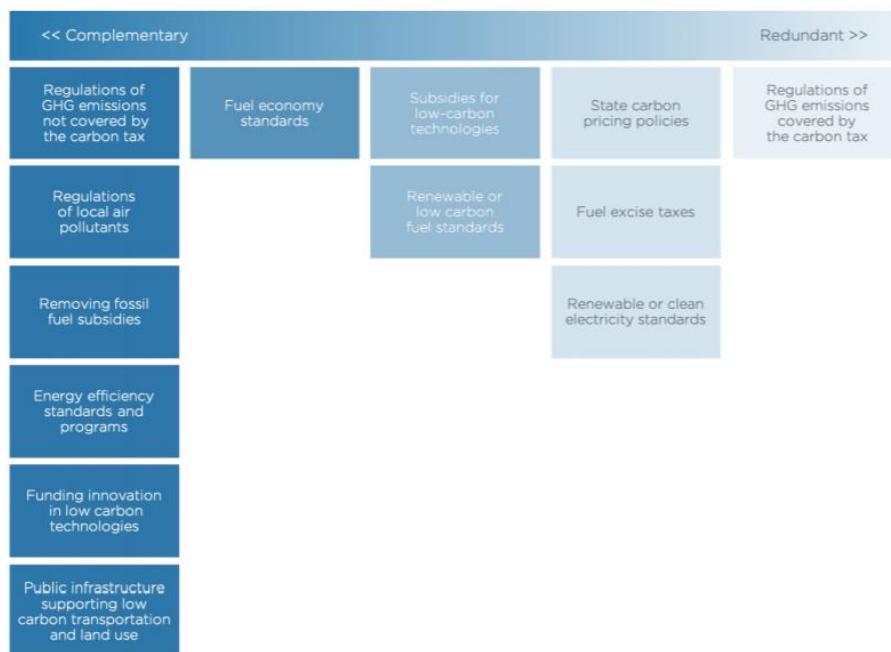 << Complementary
Redundant >>
Regulations of
GHG emissions
not covered by
the carbon tax
Fuel economy
standards
Subsidies for
low-carbon
technologies
State carbon
pricing policies
Regulations of
GHG emissions
covered by
the carbon tax
Regulations
of local air
pollutants
Renewable or
low carbon
fuel standards
Fuel excise taxes
Removing fossil
fuel subsidies
Renewable or clean
electricity standards
Energy efficiency
standards and
programs
Funding innovation
in low carbon
technologies
Public infrastructure
supporting low
carbon transportation
and land use